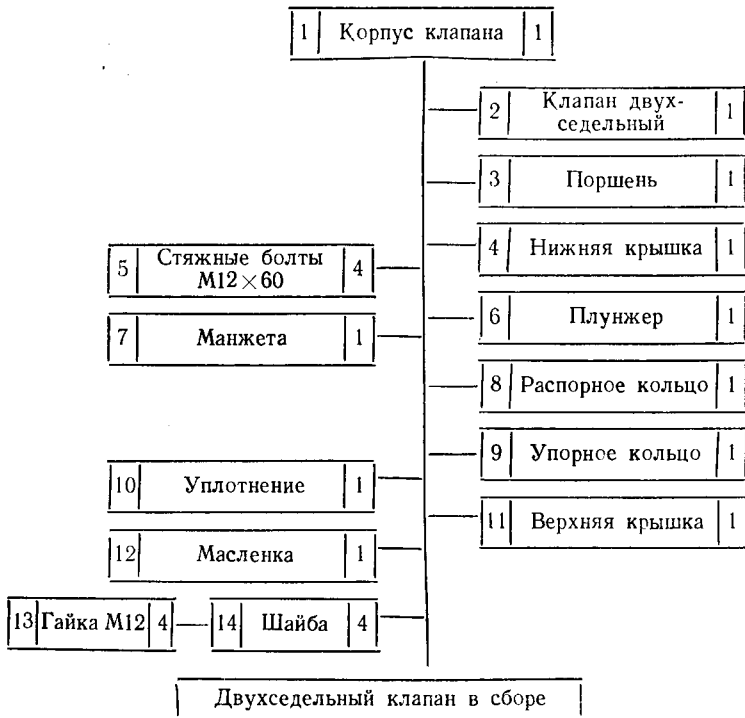 1 Корпус клапана 1
2 Клапан двух-
седельный 1
3 Поршень 1
4 Нижняя крышка 1
5 Стяжные болты
М12×60 4
6 Плунжер 1
7 Манжета 1
8 Распорное кольцо 1
9 Упорное кольцо 1
10 Уплотнение 1
11 Верхняя крышка 1
12 Масленка 1
13 Гайка М12 4 14 Шайба 4
Двухседельный клапан в сборе